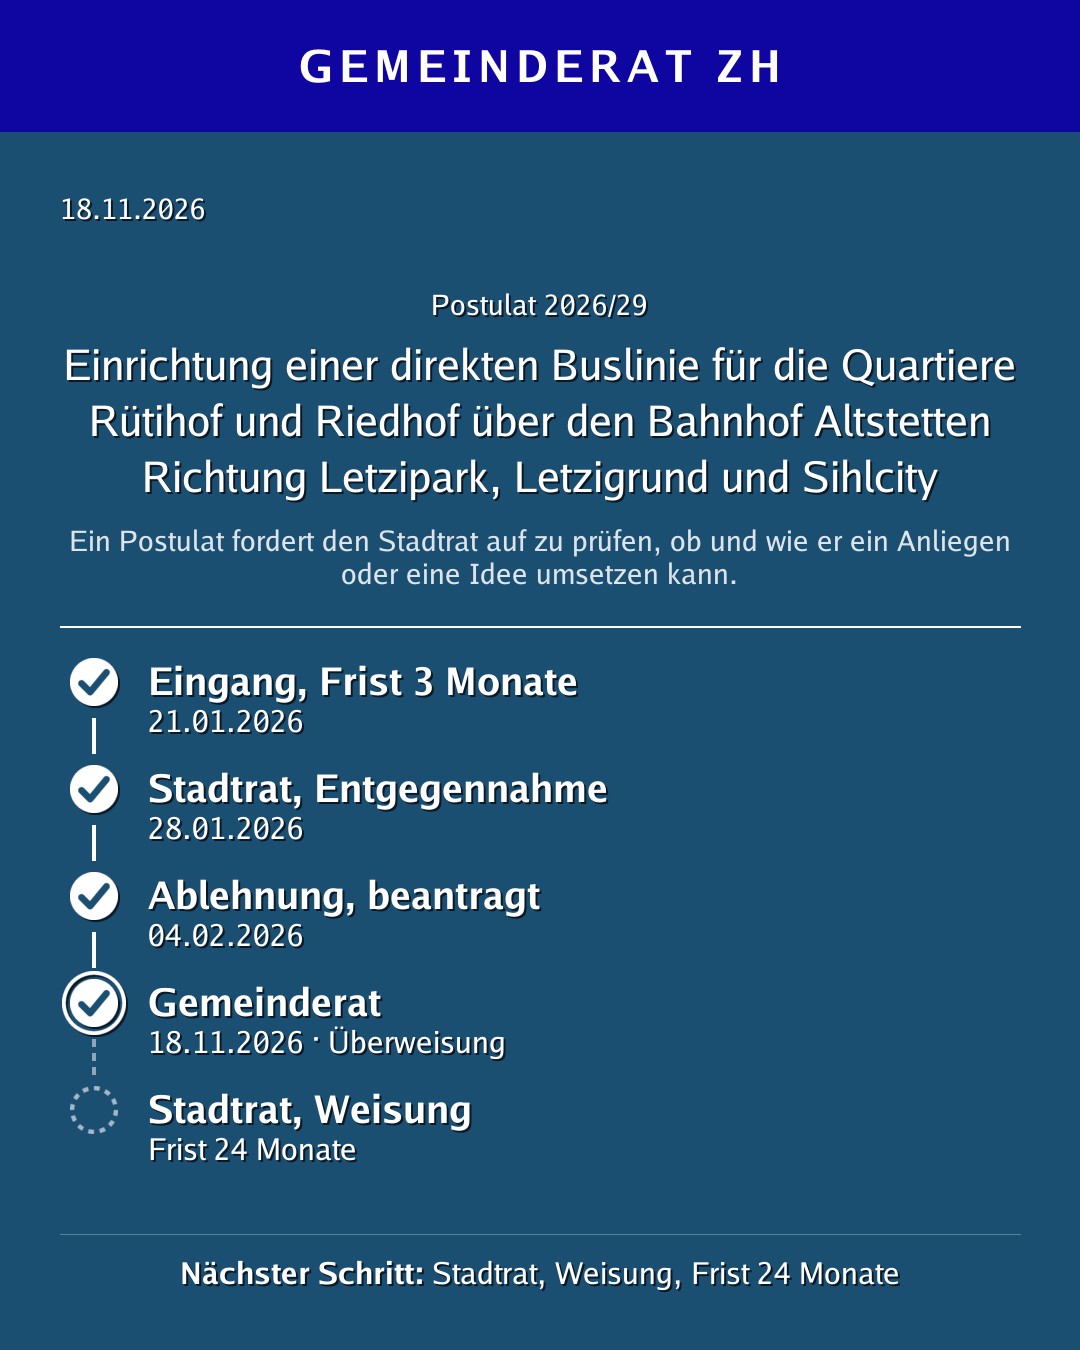 GEMEINDERAT ZH
18.11.2026
Postulat 2026/29
Einrichtung einer direkten Buslinie für die Quartiere
Rütihof und Riedhof über den Bahnhof Altstetten
Richtung Letzipark, Letzigrund und Sihlcity
Ein Postulat fordert den Stadtrat auf zu prüfen, ob und wie er ein Anliegen
oder eine Idee umsetzen kann.
Eingang, Frist 3 Monate
21.01.2026
Stadtrat, Entgegennahme
28.01.2026
Ablehnung, beantragt
04.02.2026
Gemeinderat
18.11.2026 · Überweisung
Stadtrat, Weisung
Frist 24 Monate
Nächster Schritt: Stadtrat, Weisung, Frist 24 Monate